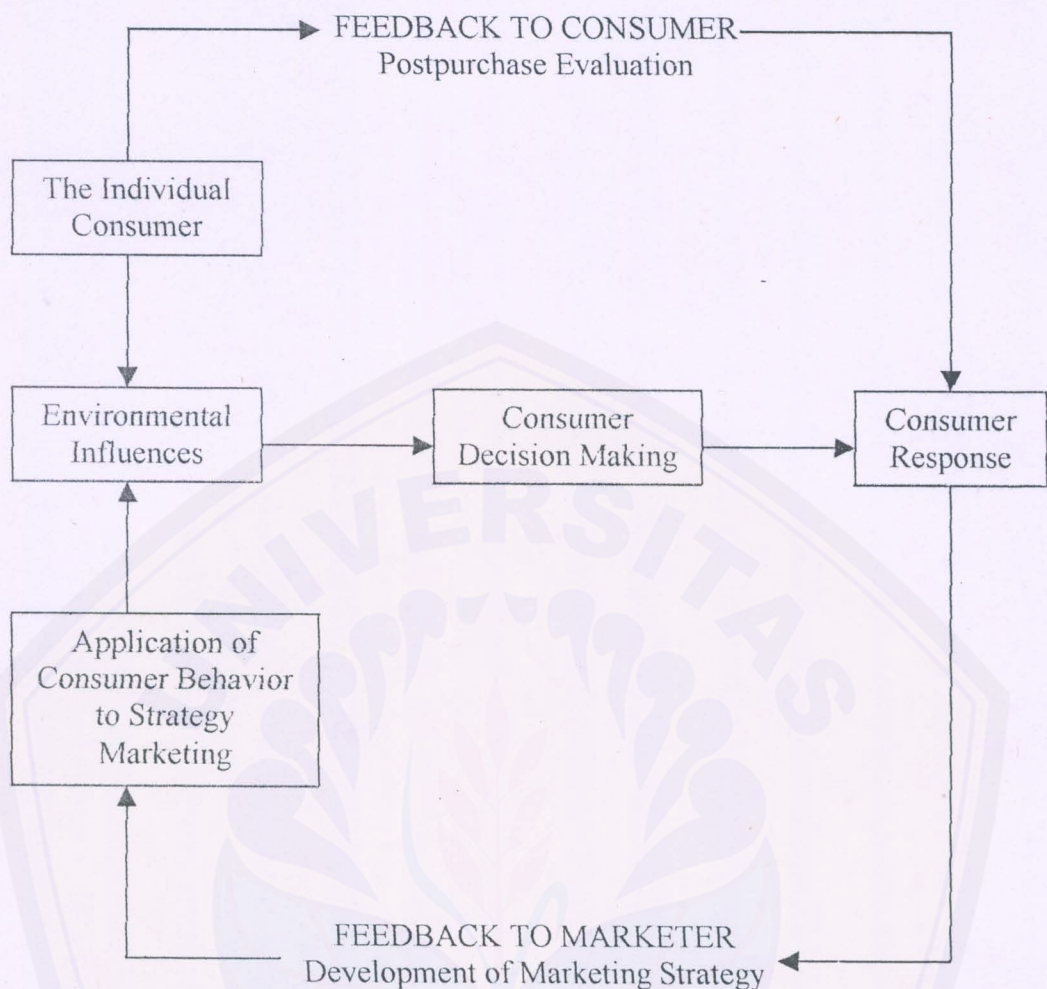 FEEDBACK TO CONSUMER
Postpurchase Evaluation
The Individual
Consumer
Environmental
Influences
Consumer
Decision Making
Consumer
Response
UNIVERSITAS
Application of
Consumer Behavior
to Strategy
Marketing
FEEDBACK TO MARKETER
Development of Marketing Strategy